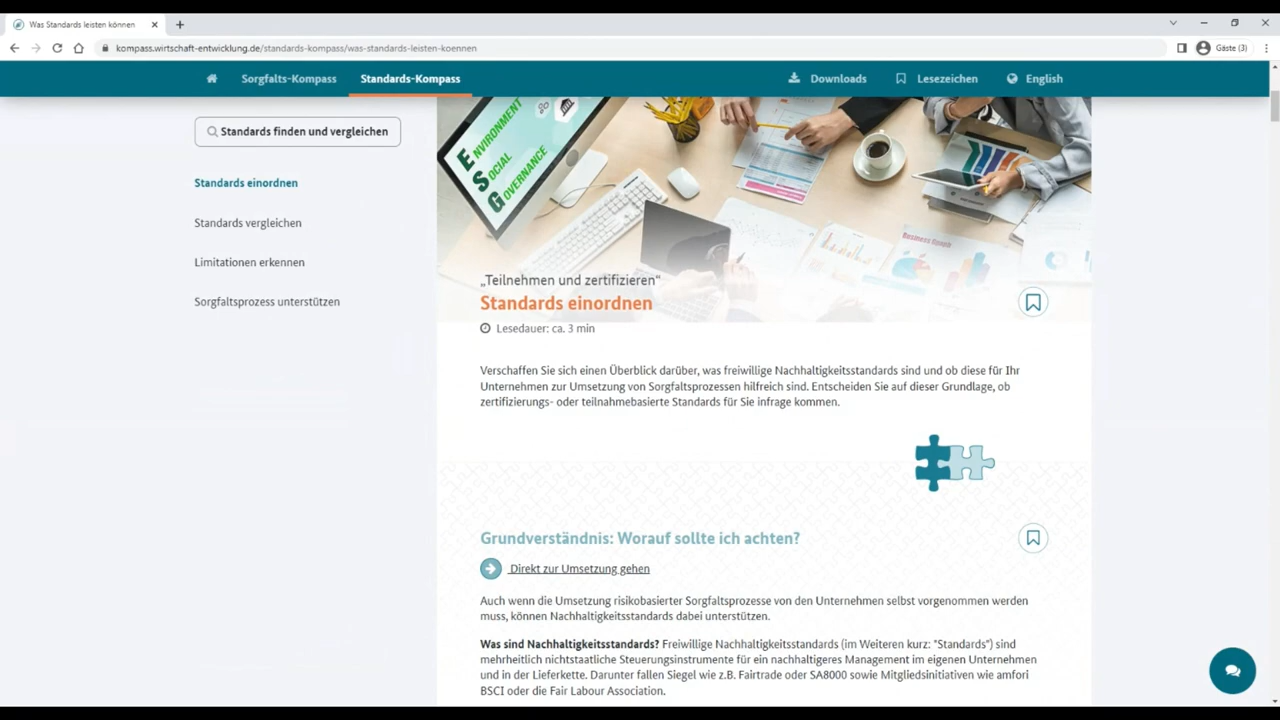 Was Standards leisten können
kompass.wirtschaft-entwicklung.de/standards-kompass/was-standards-leisten-koennen
Gäste (3)
Sorgfalts-Kompass
Standards-Kompass
Downloads
Lesezeichen
English
Standards finden und vergleichen
Standards einordnen
Standards vergleichen
Limitationen erkennen
Sorgfaltsprozess unterstützen
ENVIRONMENT
SOCIAL
GOVERNANCE
„Teilnehmen und zertifizieren“
Standards einordnen
Lesedauer: ca. 3 min
Verschaffen Sie sich einen Überblick darüber, was freiwillige Nachhaltigkeitsstandards sind und ob diese für Ihr
Unternehmen zur Umsetzung von Sorgfaltsprozessen hilfreich sind. Entscheiden Sie auf dieser Grundlage, ob
zertifizierungs- oder teilnahmebasierte Standards für Sie infrage kommen.
Grundverständnis: Worauf sollte ich achten?
Direkt zur Umsetzung gehen
Auch wenn die Umsetzung risikobasierter Sorgfaltsprozesse von den Unternehmen selbst vorgenommen werden
muss, können Nachhaltigkeitsstandards dabei unterstützen.
Was sind Nachhaltigkeitsstandards? Freiwillige Nachhaltigkeitsstandards (im Weiteren kurz: "Standards") sind
mehrheitlich nichtstaatliche Steuerungsinstrumente für ein nachhaltigeres Management im eigenen Unternehmen
und in der Lieferkette. Darunter fallen Siegel wie z.B. Fairtrade oder SA8000 sowie Mitgliedsinitiativen wie amfori
BSCI oder die Fair Labour Association.